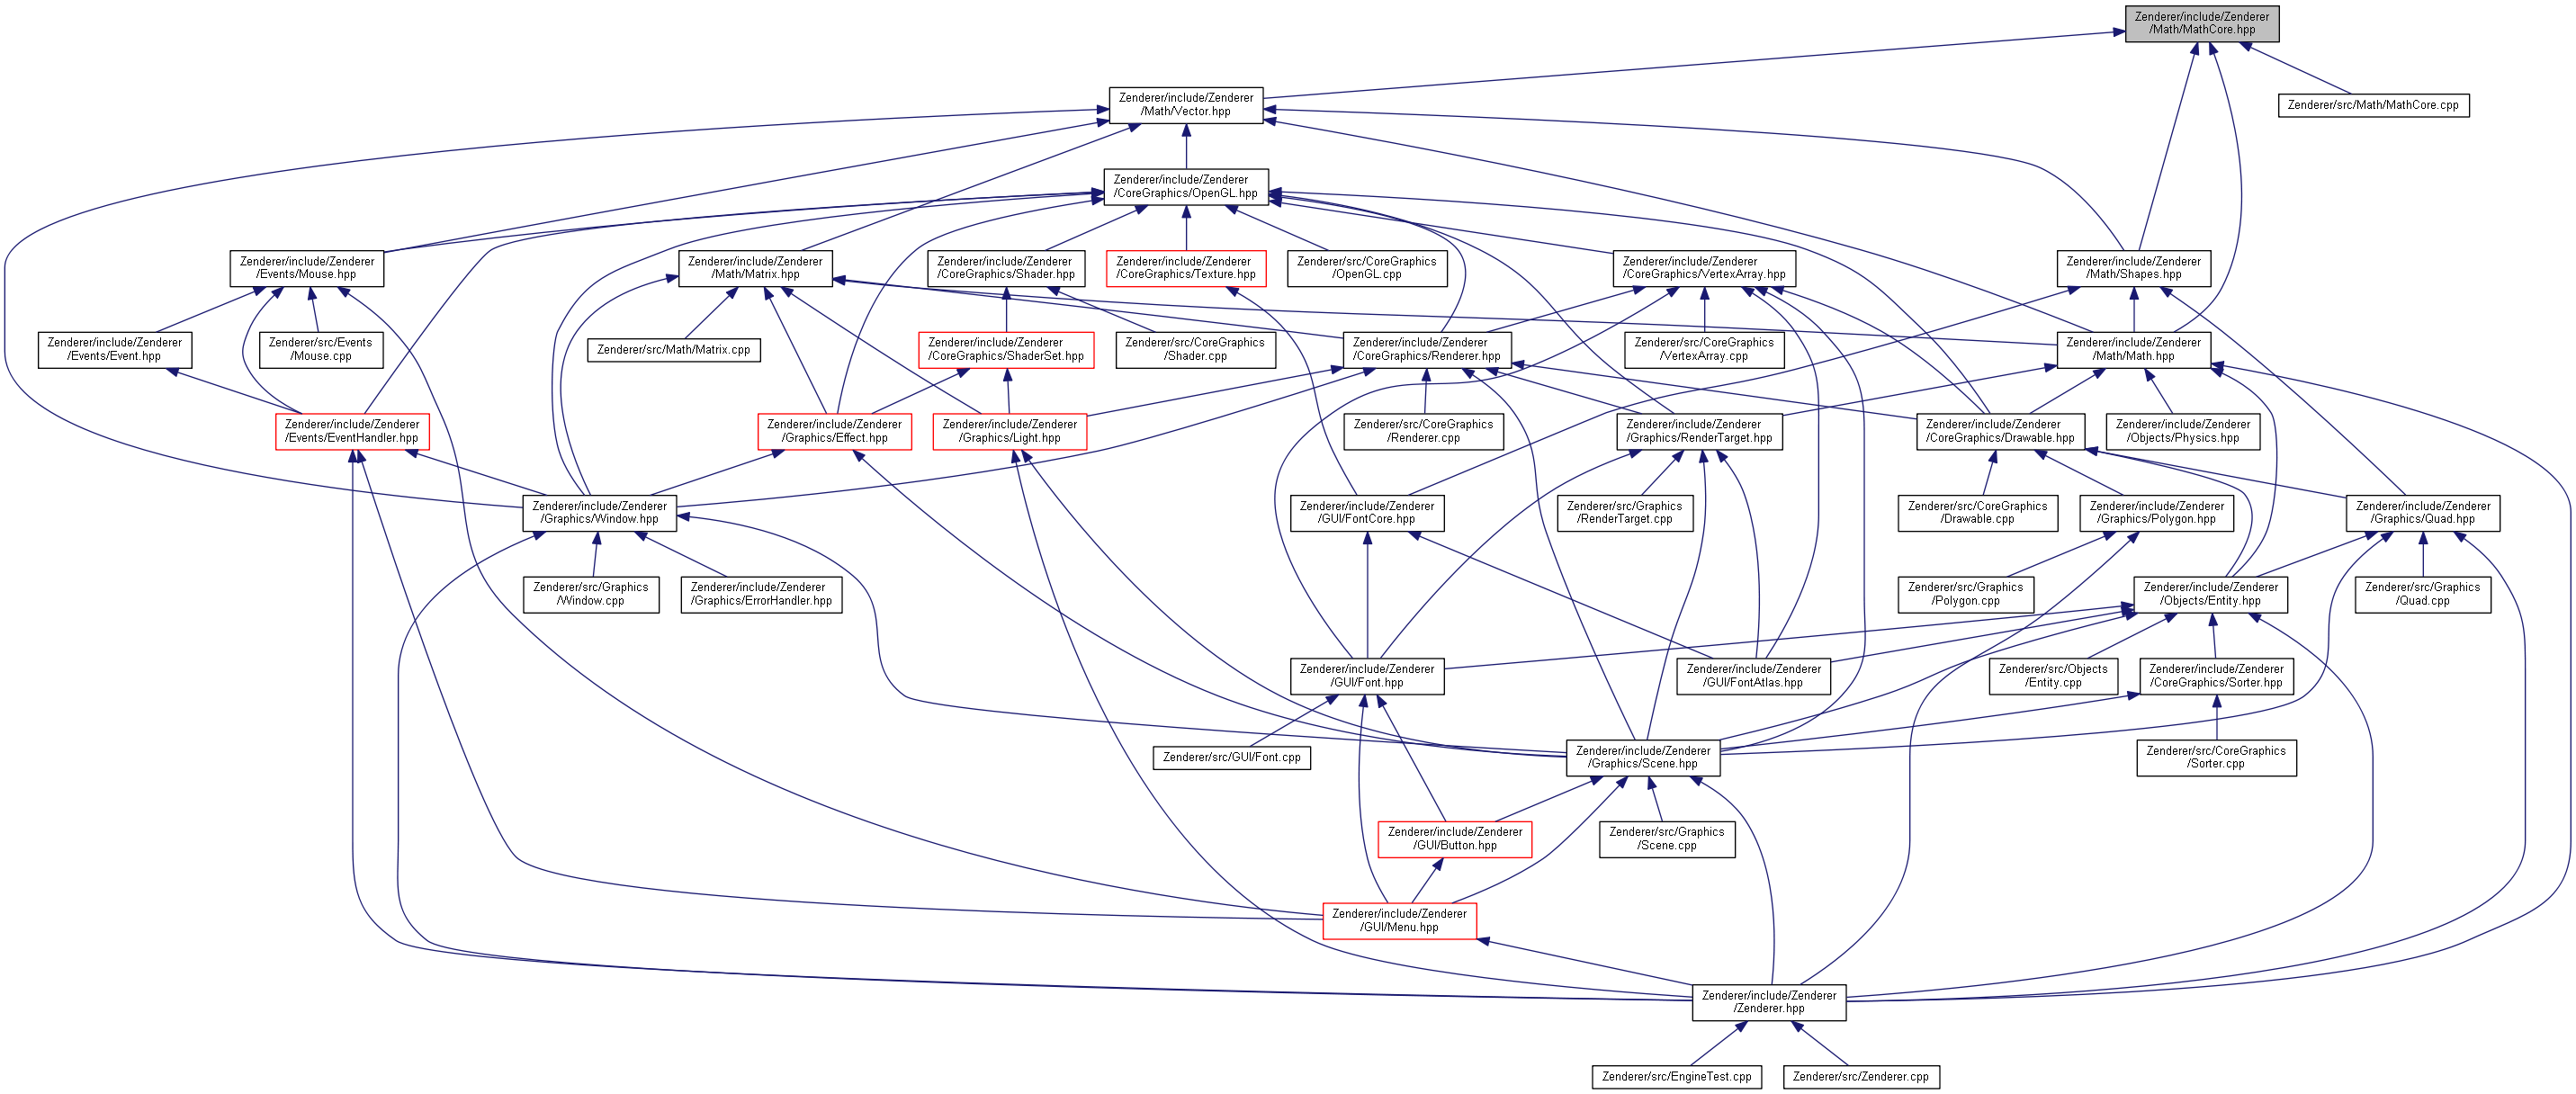 Zenderer/include/Zenderer
/Math/MathCore.hpp
Zenderer/include/Zenderer
/Math/Vector.hpp
Zenderer/src/Math/MathCore.cpp
Zenderer/include/Zenderer
/CoreGraphics/OpenGL.hpp
Zenderer/include/Zenderer
/Events/Mouse.hpp
Zenderer/include/Zenderer
/Math/Matrix.hpp
Zenderer/include/Zenderer
/CoreGraphics/Shader.hpp
Zenderer/include/Zenderer
/CoreGraphics/Texture.hpp
Zenderer/src/CoreGraphics
/OpenGL.cpp
Zenderer/include/Zenderer
/CoreGraphics/VertexArray.hpp
Zenderer/include/Zenderer
/Math/Shapes.hpp
Zenderer/include/Zenderer
/Events/Event.hpp
Zenderer/src/Events
/Mouse.cpp
Zenderer/src/Math/Matrix.cpp
Zenderer/include/Zenderer
/CoreGraphics/ShaderSet.hpp
Zenderer/src/CoreGraphics
/Shader.cpp
Zenderer/include/Zenderer
/CoreGraphics/Renderer.hpp
Zenderer/src/CoreGraphics
/VertexArray.cpp
Zenderer/include/Zenderer
/Math/Math.hpp
Zenderer/include/Zenderer
/Events/EventHandler.hpp
Zenderer/include/Zenderer
/Graphics/Effect.hpp
Zenderer/include/Zenderer
/Graphics/Light.hpp
Zenderer/src/CoreGraphics
/Renderer.cpp
Zenderer/include/Zenderer
/Graphics/RenderTarget.hpp
Zenderer/include/Zenderer
/CoreGraphics/Drawable.hpp
Zenderer/include/Zenderer
/Objects/Physics.hpp
Zenderer/include/Zenderer
/Graphics/Window.hpp
Zenderer/include/Zenderer
/GUI/FontCore.hpp
Zenderer/src/Graphics
/RenderTarget.cpp
Zenderer/src/CoreGraphics
/Drawable.cpp
Zenderer/include/Zenderer
/Graphics/Polygon.hpp
Zenderer/include/Zenderer
/Graphics/Quad.hpp
Zenderer/src/Graphics
/Window.cpp
Zenderer/include/Zenderer
/Graphics/ErrorHandler.hpp
Zenderer/src/Graphics
/Polygon.cpp
Zenderer/include/Zenderer
/Objects/Entity.hpp
Zenderer/src/Graphics
/Quad.cpp
Zenderer/include/Zenderer
/GUI/Font.hpp
Zenderer/include/Zenderer
/GUI/FontAtlas.hpp
Zenderer/src/Objects
/Entity.cpp
Zenderer/include/Zenderer
/CoreGraphics/Sorter.hpp
Zenderer/src/GUI/Font.cpp
Zenderer/include/Zenderer
/Graphics/Scene.hpp
Zenderer/src/CoreGraphics
/Sorter.cpp
Zenderer/include/Zenderer
/GUI/Button.hpp
Zenderer/src/Graphics
/Scene.cpp
Zenderer/include/Zenderer
/GUI/Menu.hpp
Zenderer/include/Zenderer
/Zenderer.hpp
Zenderer/src/EngineTest.cpp
Zenderer/src/Zenderer.cpp